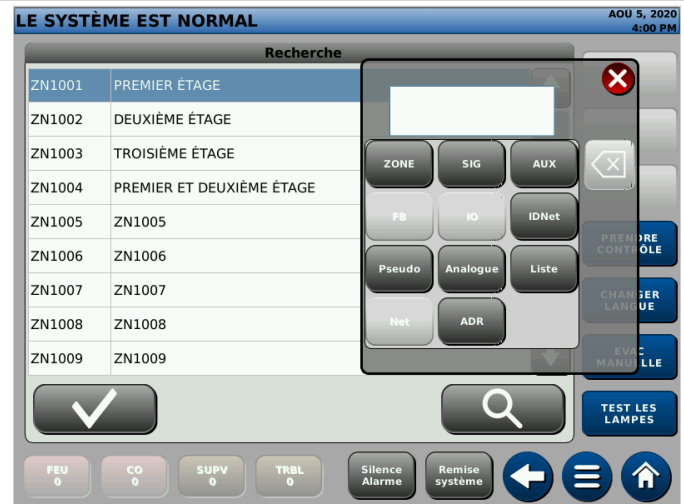 LE SYSTÈME EST NORMAL
AOÛ 5, 2020
4:00 PM
Recherche
ZN1001 PREMIER ÉTAGE
ZN1002 DEUXIÈME ÉTAGE
ZN1003 TROISIÈME ÉTAGE
ZN1004 PREMIER ET DEUXIÈME ÉTAGE
ZN1005 ZN1005
ZN1006 ZN1006
ZN1007 ZN1007
ZN1008 ZN1008
ZN1009 ZN1009
ZONE SIG AUX
FB IO IDNet
Pseudo Analogue Liste
Net ADR
PRENDRE
CONTRÔLE
CHANGER
LANGUE
EVAC
MANUELLE
TEST LES
LAMPES
FEU
0
CO
0
SUPV
0
TRBL
0
Silence
Alarme
Remise
système